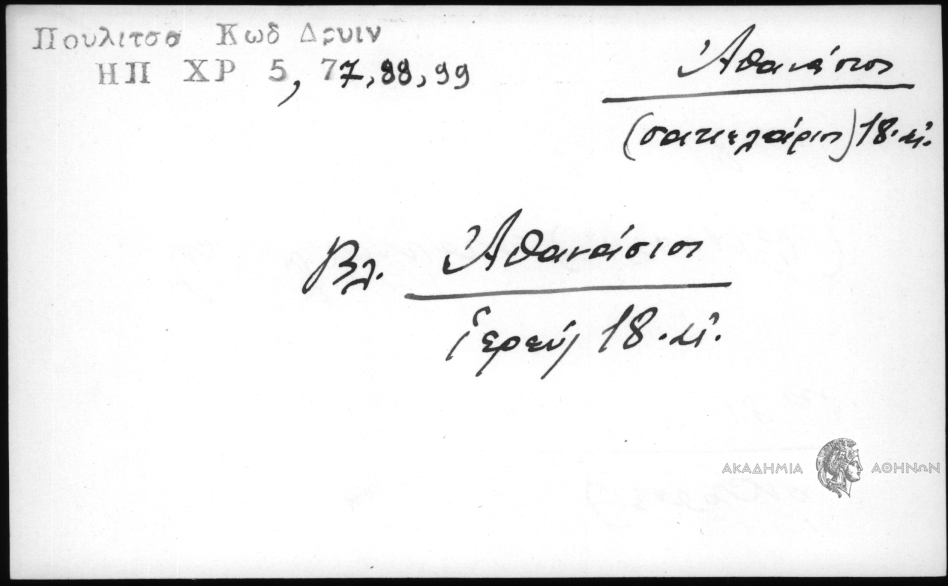 Πουλιτσα Κωδ Δρυιν
ΗΠ ΧΡ 5, 77,88,99
Ἀθανάσιος
(σακελάριος) 18.αἰ.
Βλ. Ἀθανάσιος
ἱερεύς 18.αἰ.
ΑΚΑΔΗΜΙΑ ΑΘΗΝΩΝ